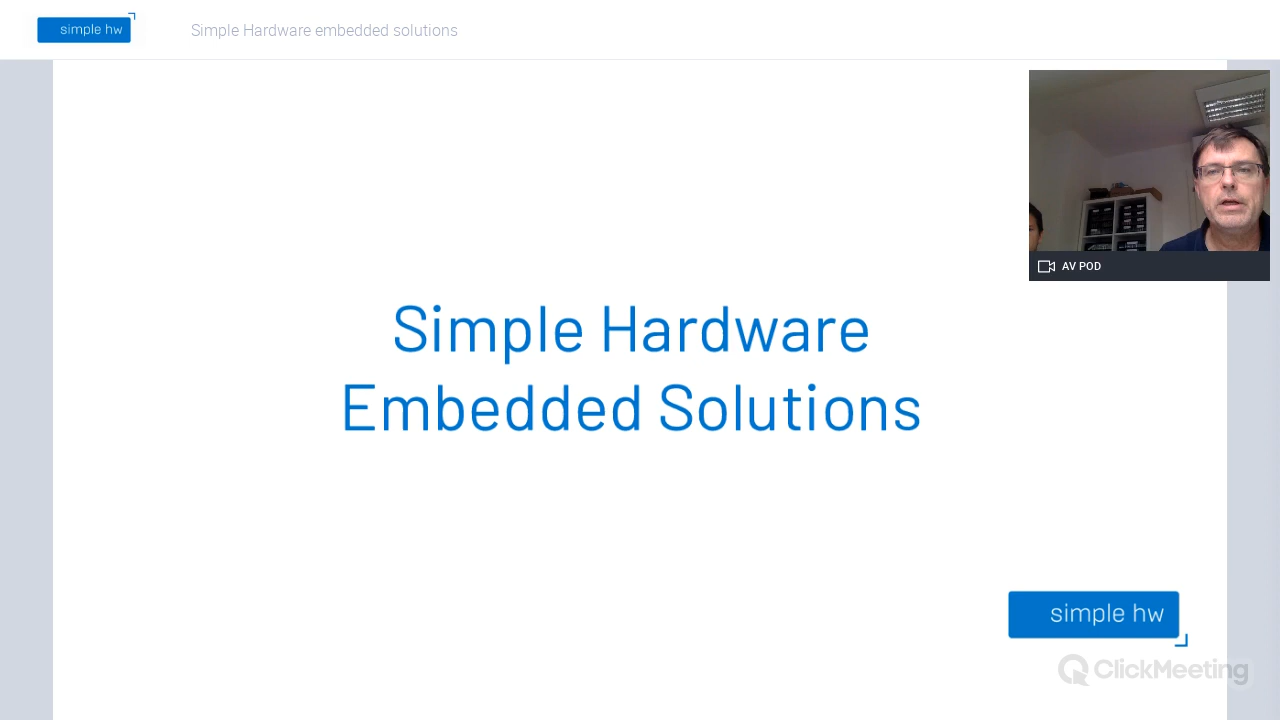 simple hw
Simple Hardware embedded solutions
AV POD
Simple Hardware
Embedded Solutions
simple hw
ClickMeeting